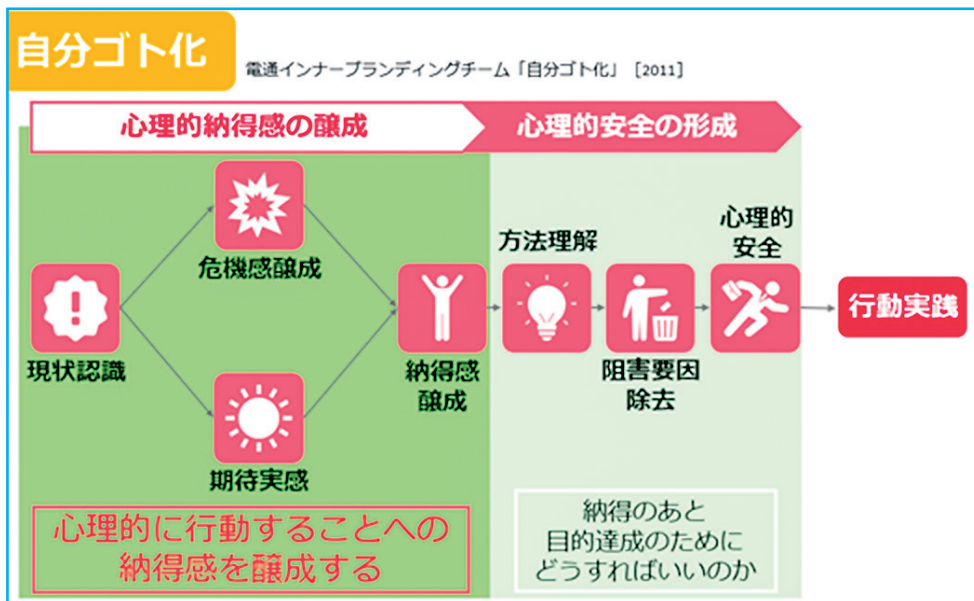 自分ゴト化
電通インナーブランディングチーム「自分ゴト化」 [2011]
心理的納得感の醸成
心理的安全の形成
現状認識
危機感醸成
期待実感
納得感
醸成
方法理解
阻害要因
除去
心理的
安全
行動実践
心理的に行動することへの
納得感を醸成する
納得のあと
目的達成のために
どうすればいいのか